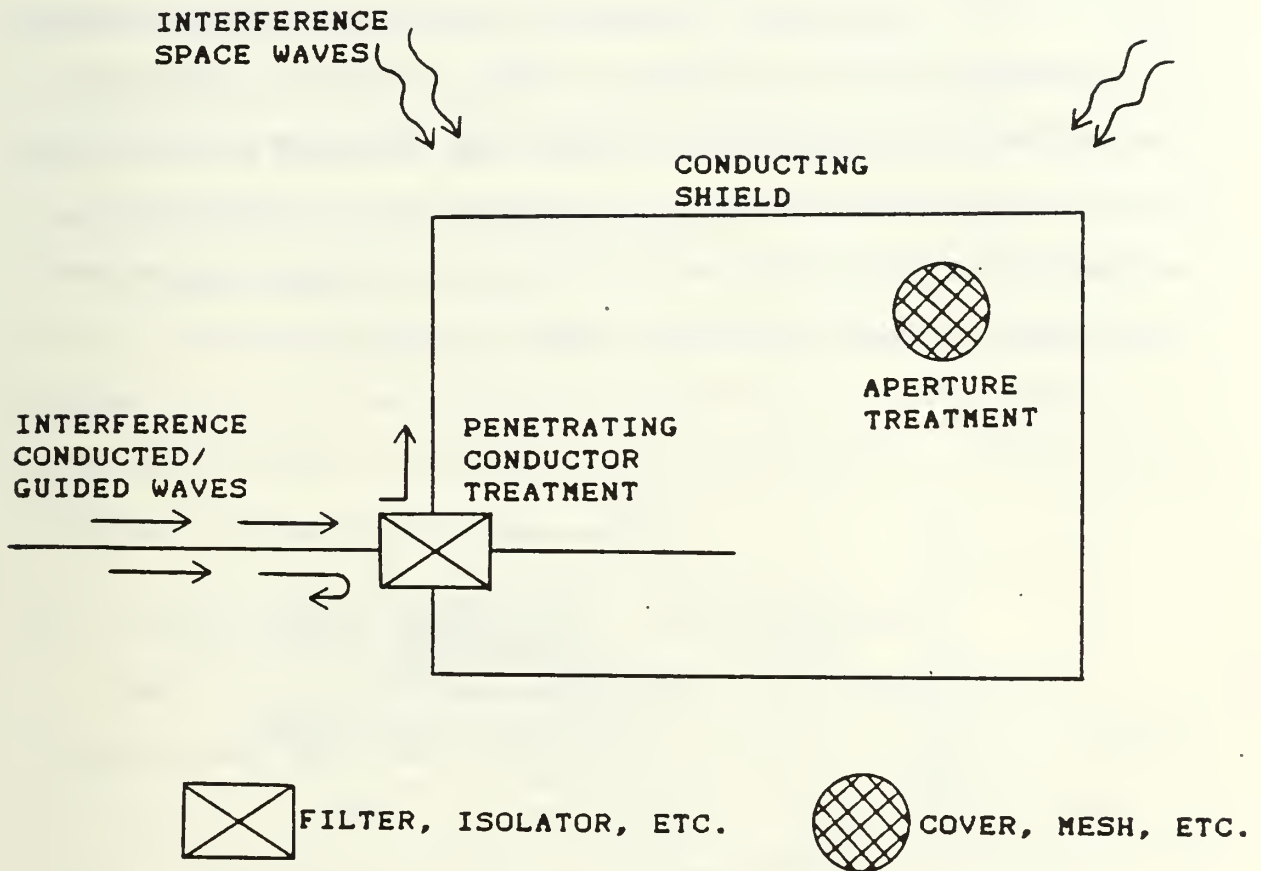 INTERFERENCE
SPACE WAVES
CONDUCTING
SHIELD
APERTURE
TREATMENT
INTERFERENCE
CONDUCTED/
GUIDED WAVES
PENETRATING
CONDUCTOR
TREATMENT
FILTER, ISOLATOR, ETC.
COVER, MESH, ETC.